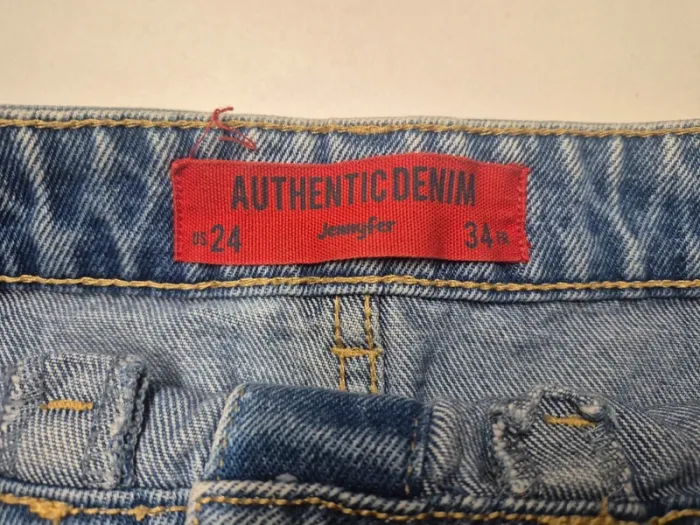 AUTHENTIC DENIM
Jennyfer
US 24 34 FR